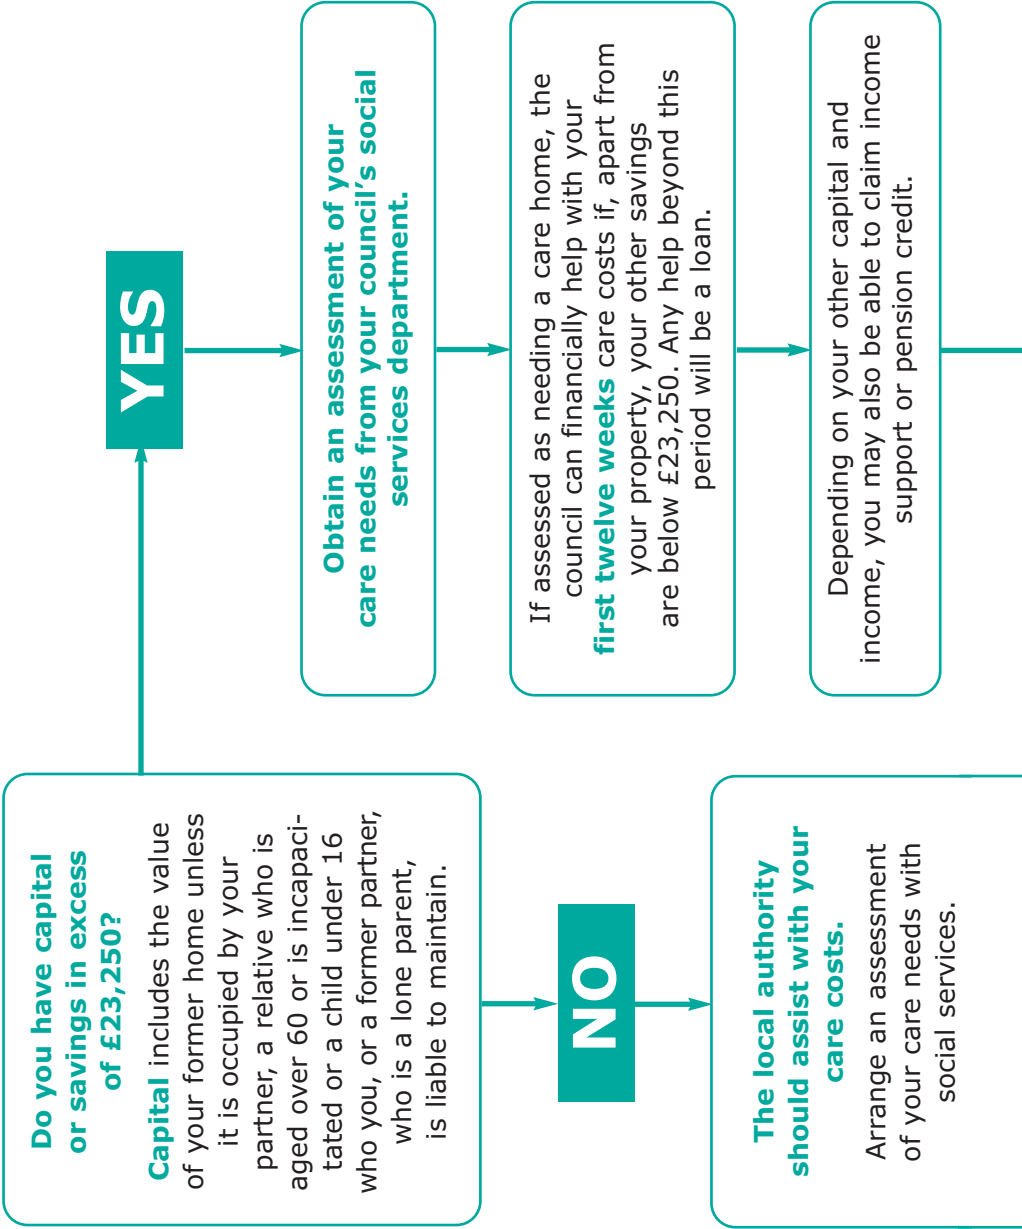 Do you have capital
or savings in excess
of £23,250?
Capital includes the value
of your former home unless
it is occupied by your
partner, a relative who is
aged over 60 or is incapaci-
tated or a child under 16
who you, or a former partner,
who is a lone parent,
is liable to maintain.
YES
Obtain an assessment of your
care needs from your council’s social
services department.
If assessed as needing a care home, the
council can financially help with your
first twelve weeks care costs if, apart from
your property, your other savings
are below £23,250. Any help beyond this
period will be a loan.
Depending on your other capital and
income, you may also be able to claim income
support or pension credit.
NO
The local authority
should assist with your
care costs.
Arrange an assessment
of your care needs with
social services.